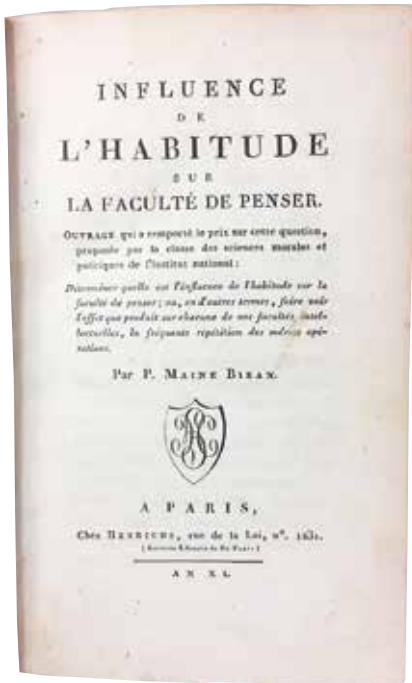 INFLUENCE
DE
L'HABITUDE
SUR
LA FACULTÉ DE PENSER.
OUVRAGE qui a remporté le prix sur cette question,
proposée par la classe des sciences morales et
politiques de l'Institut national :
Déterminer quelle est l'influence de l'habitude sur la
faculté de penser ; ou, en d'autres termes, faire voir
l'effet que produit sur chacune de nos facultés intel-
lectuelles, la fréquente répétition des mêmes opé-
rations.
Par P. MAINE BIRAN.
A PARIS,
Chez HENRICHS, rue de la Loi, nº. 1231.
AN XI.